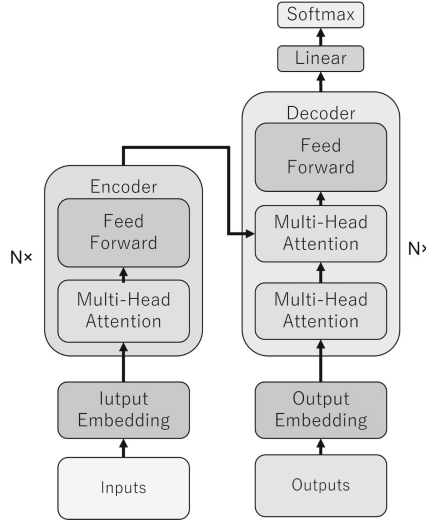 Softmax
Linear
Decoder
Feed
Forward
Multi-Head
Attention
Multi-Head
Attention
N×
Output
Embedding
Outputs
Encoder
Feed
Forward
N×
Multi-Head
Attention
Iutput
Embedding
Inputs